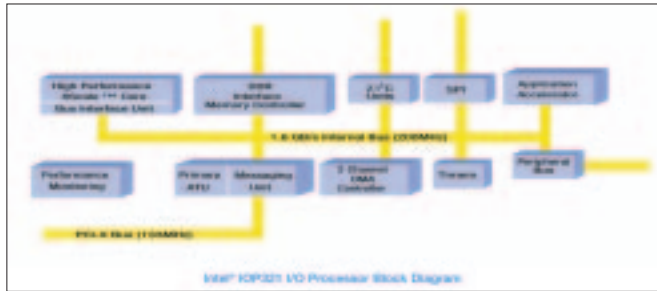 High Performance
XScale™ Core
Bus Interface Unit
DDR
Interface
Memory Controller
2 I²C
Units
SPI
Application
Accelerator
1.6 GB/s Internal Bus (200MHz)
Performance
Monitoring
Primary
ATU
Messaging
Unit
2 Channel
DMA
Controller
Timers
Peripheral
Bus
PCI-X Bus (133MHz)
Intel® IOP321 I/O Processor Block Diagram